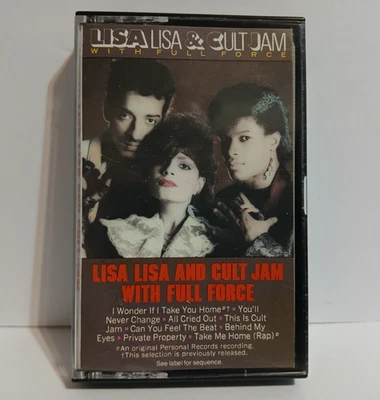 LISA LISA & CULT JAM
WITH FULL FORCE
LISA LISA AND CULT JAM
WITH FULL FORCE
I Wonder If I Take You Home#† * You'll
Never Change * All Cried Out * This Is Cult
Jam * Can You Feel The Beat * Behind My
Eyes * Private Property * Take Me Home (Rap)#
#An original Personal Records recording.
†This selection is previously released.
See label for sequence.